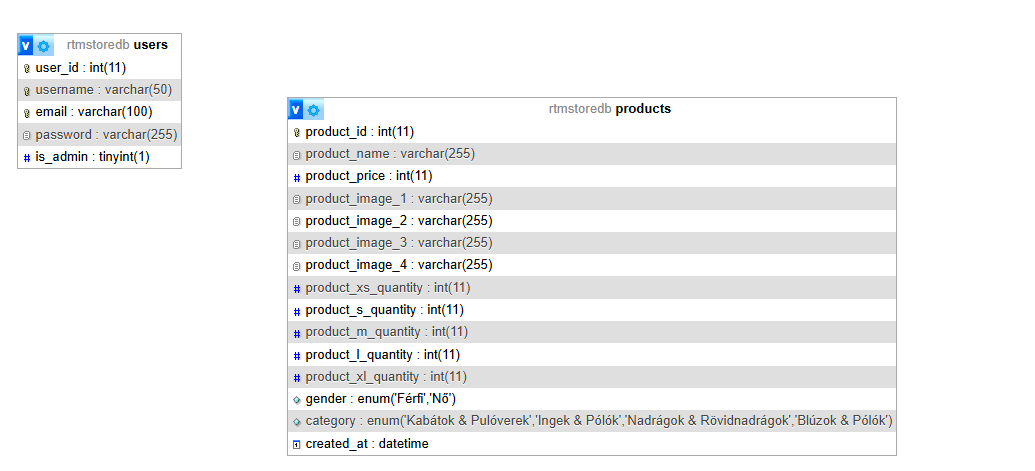 v rtmstoredb users
user_id : int(11)
username : varchar(50)
email : varchar(100)
password : varchar(255)
# is_admin : tinyint(1)
v rtmstoredb products
product_id : int(11)
product_name : varchar(255)
# product_price : int(11)
product_image_1 : varchar(255)
product_image_2 : varchar(255)
product_image_3 : varchar(255)
product_image_4 : varchar(255)
# product_xs_quantity : int(11)
# product_s_quantity : int(11)
# product_m_quantity : int(11)
# product_l_quantity : int(11)
# product_xl_quantity : int(11)
gender : enum('Férfi','Nő')
category : enum('Kabátok & Pulóverek','Ingek & Pólók','Nadrágok & Rövidnadrágok','Blúzok & Pólók')
created_at : datetime